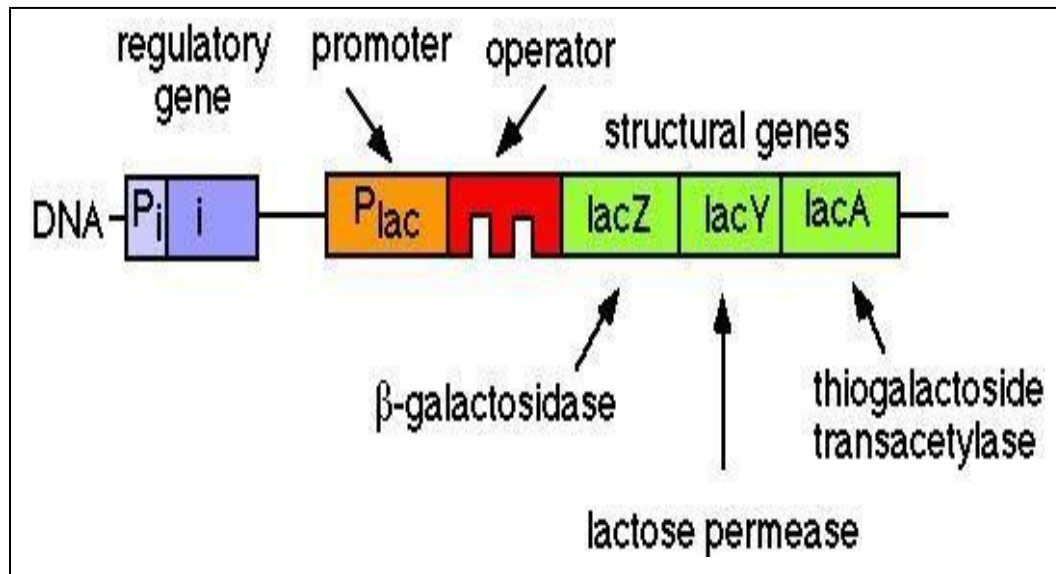 regulatory
gene
promoter
operator
structural genes
DNA
Pi
i
Plac
lacZ
lacY
lacA
β-galactosidase
lactose permease
thiogalactoside
transacetylase